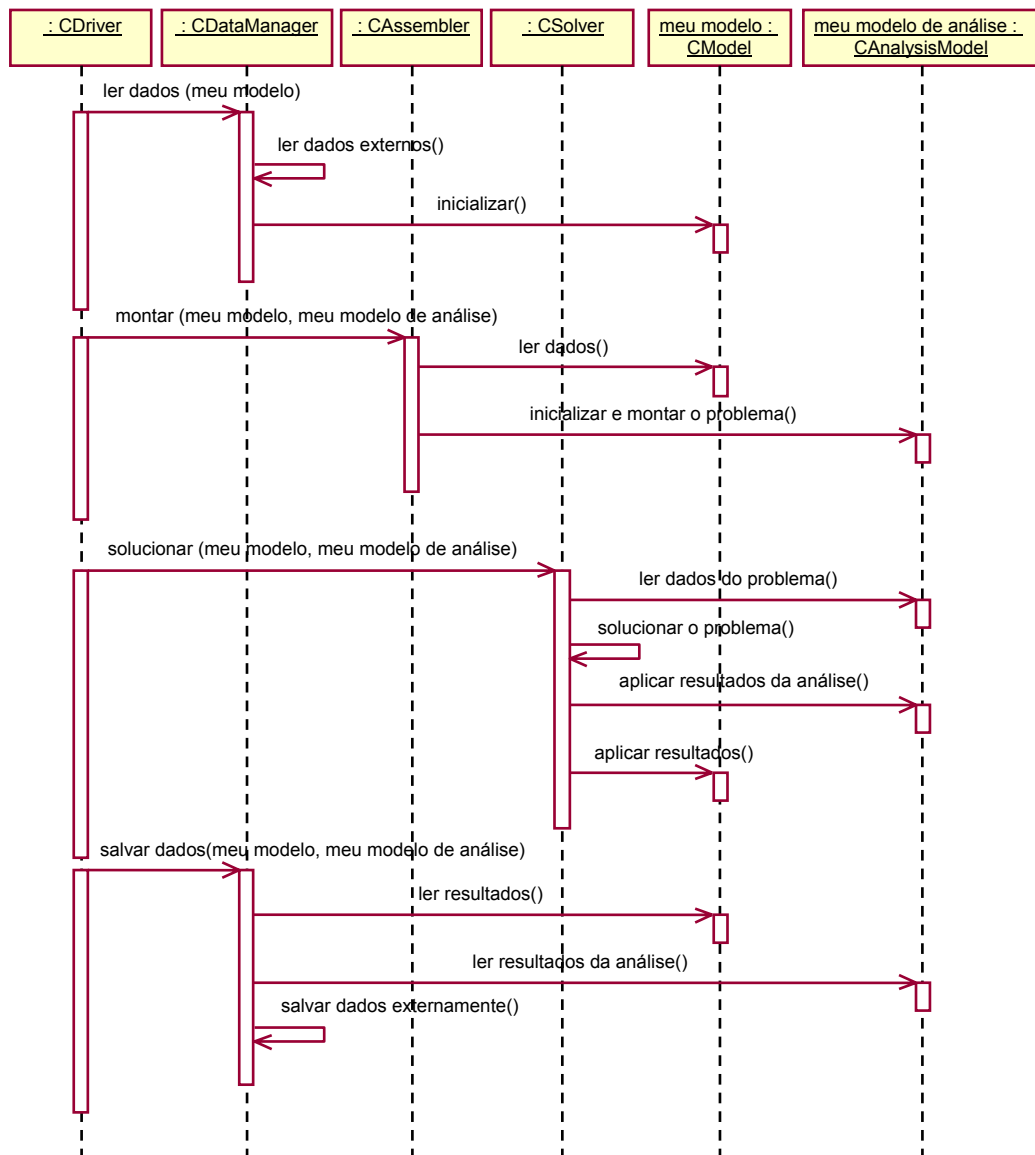 : CDriver
: CDataManager
: CAssembler
: CSolver
meu modelo :
CModel
meu modelo de análise :
CAnalysisModel
ler dados (meu modelo)
ler dados externos()
inicializar()
montar (meu modelo, meu modelo de análise)
ler dados()
inicializar e montar o problema()
solucionar (meu modelo, meu modelo de análise)
ler dados do problema()
solucionar o problema()
aplicar resultados da análise()
aplicar resultados()
salvar dados(meu modelo, meu modelo de análise)
ler resultados()
ler resultados da análise()
salvar dados externamente()